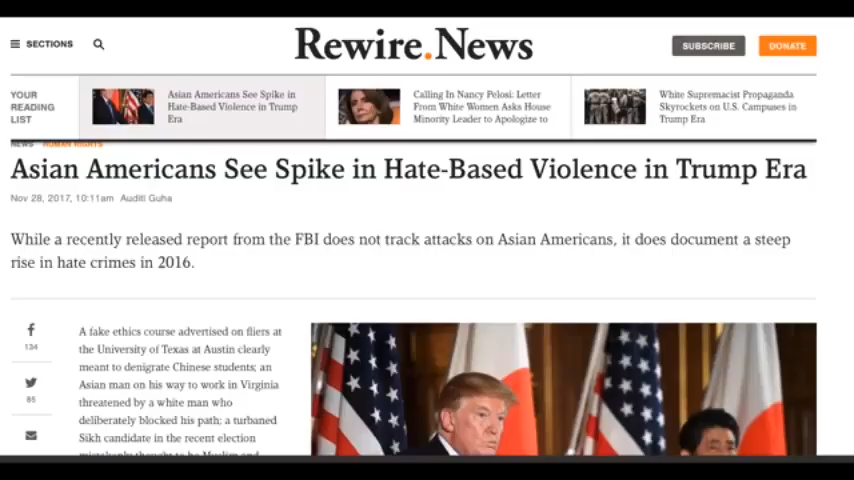 SECTIONS
Rewire.News
SUBSCRIBE
DONATE
YOUR
READING
LIST
Asian Americans See Spike in
Hate-Based Violence in Trump
Era
Calling In Nancy Pelosi: Letter
From White Women Asks House
Minority Leader to Apologize to
White Supremacist Propaganda
Skyrockets on U.S. Campuses in
Trump Era
NEWS HUMAN RIGHTS
Asian Americans See Spike in Hate-Based Violence in Trump Era
Nov 28, 2017, 10:11am Auditi Guha
While a recently released report from the FBI does not track attacks on Asian Americans, it does document a steep
rise in hate crimes in 2016.
134
85
A fake ethics course advertised on fliers at
the University of Texas at Austin clearly
meant to denigrate Chinese students; an
Asian man on his way to work in Virginia
threatened by a white man who
deliberately blocked his path; a turbaned
Sikh candidate in the recent election
mistakenly thought to be Muslim and